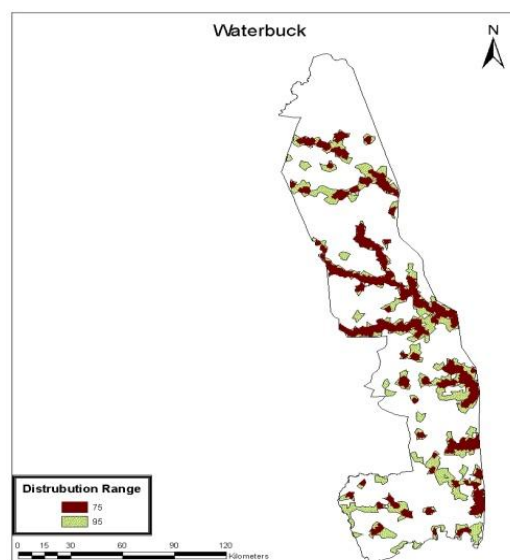 Waterbuck
N
Distrubution Range
75
95
0 15 30 60 90 120
Kilometers